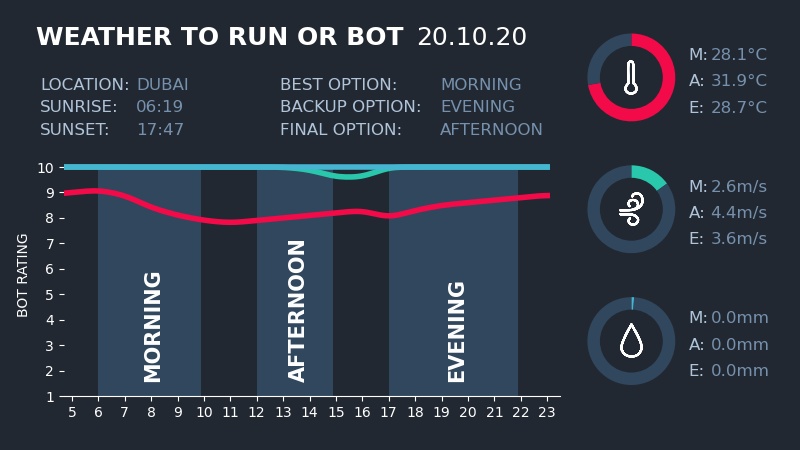 WEATHER TO RUN OR BOT 20.10.20
LOCATION: DUBAI
SUNRISE: 06:19
SUNSET: 17:47
BEST OPTION: MORNING
BACKUP OPTION: EVENING
FINAL OPTION: AFTERNOON
M: 28.1°C
A: 31.9°C
E: 28.7°C
M: 2.6m/s
A: 4.4m/s
E: 3.6m/s
M: 0.0mm
A: 0.0mm
E: 0.0mm
BOT RATING
10
9
8
7
6
5
4
3
2
1
MORNING
AFTERNOON
EVENING
5 6 7 8 9 10 11 12 13 14 15 16 17 18 19 20 21 22 23